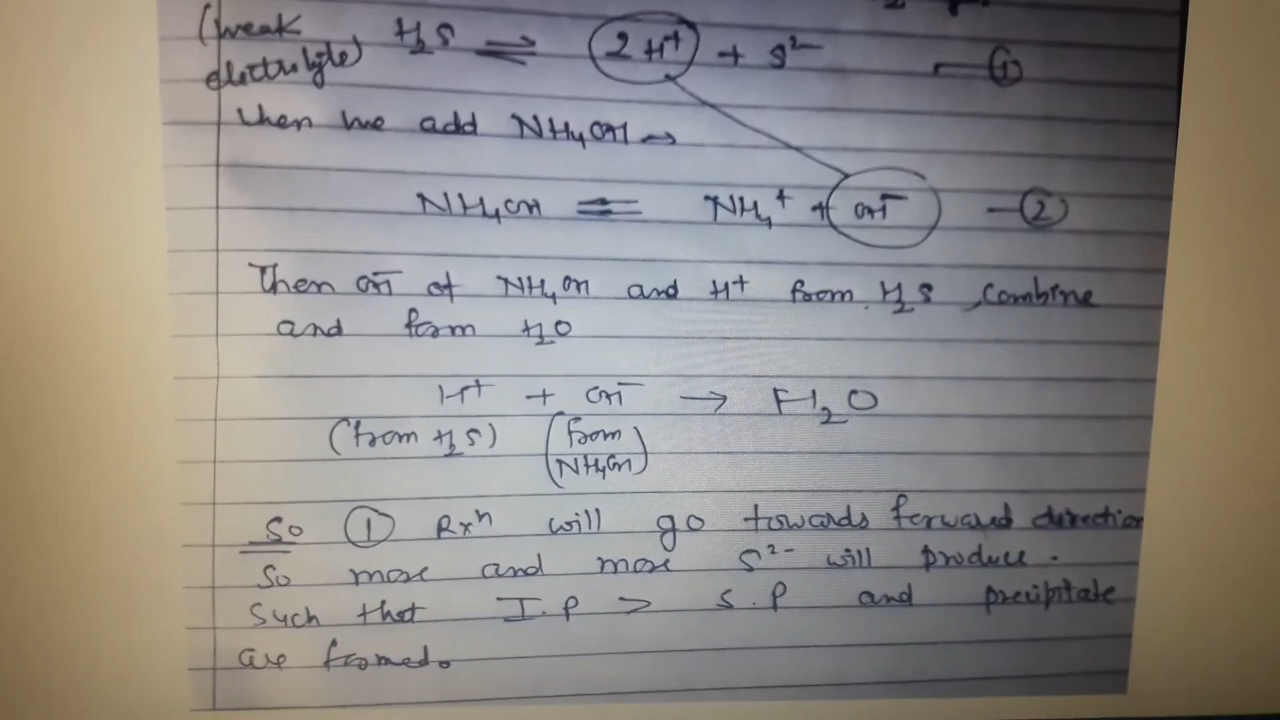 (weak H₂S ⇌ 2H⁺ + S²⁻ —①
electrolyte)
When we add NH₄OH →
NH₄OH ⇌ NH₄⁺ + OH⁻ —②
Then OH⁻ of NH₄OH and H⁺ from H₂S, combine
and form H₂O
H⁺ + OH⁻ → H₂O
(from H₂S) (from
NH₄OH)
So ① Rxⁿ will go towards forward direction
So more and more S²⁻ will produce.
Such that I.P > S.P and precipitate
are formed.